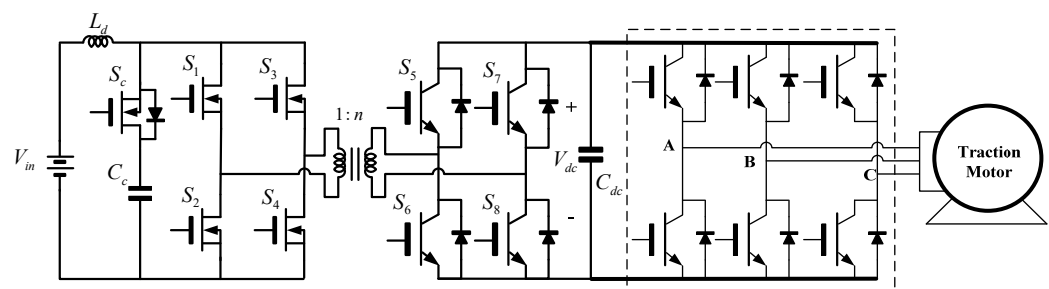 L_d
S_c
S_1
S_3
1:n
S_5
S_7
+
V_in
C_c
V_dc
C_dc
A
B
C
Traction
Motor
S_2
S_4
S_6
S_8
-